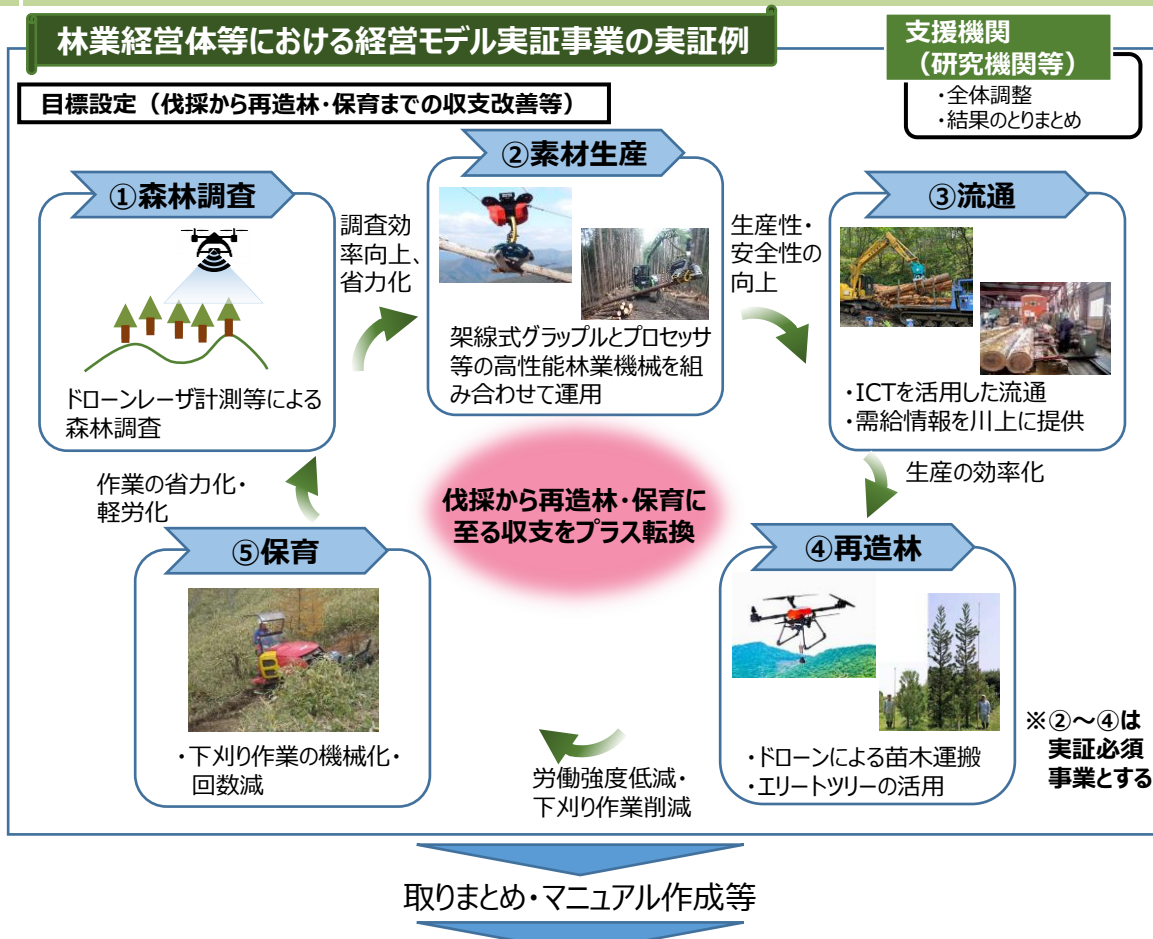 林業経営体等における経営モデル実証事業の実証例
支援機関
（研究機関等）
・全体調整
・結果のとりまとめ
目標設定（伐採から再造林・保育までの収支改善等）
①森林調査
ドローンレーザ計測等による
森林調査
調査効
率向上、
省力化
②素材生産
架線式グラップルとプロセッサ
等の高性能林業機械を組
み合わせて運用
生産性・
安全性の
向上
③流通
・ICTを活用した流通
・需給情報を川上に提供
生産の効率化
伐採から再造林・保育に
至る収支をプラス転換
④再造林
・ドローンによる苗木運搬
・エリートツリーの活用
※②～④は
実証必須
事業とする
労働強度低減・
下刈り作業削減
⑤保育
・下刈り作業の機械化・
回数減
作業の省力化・
軽労化
取りまとめ・マニュアル作成等